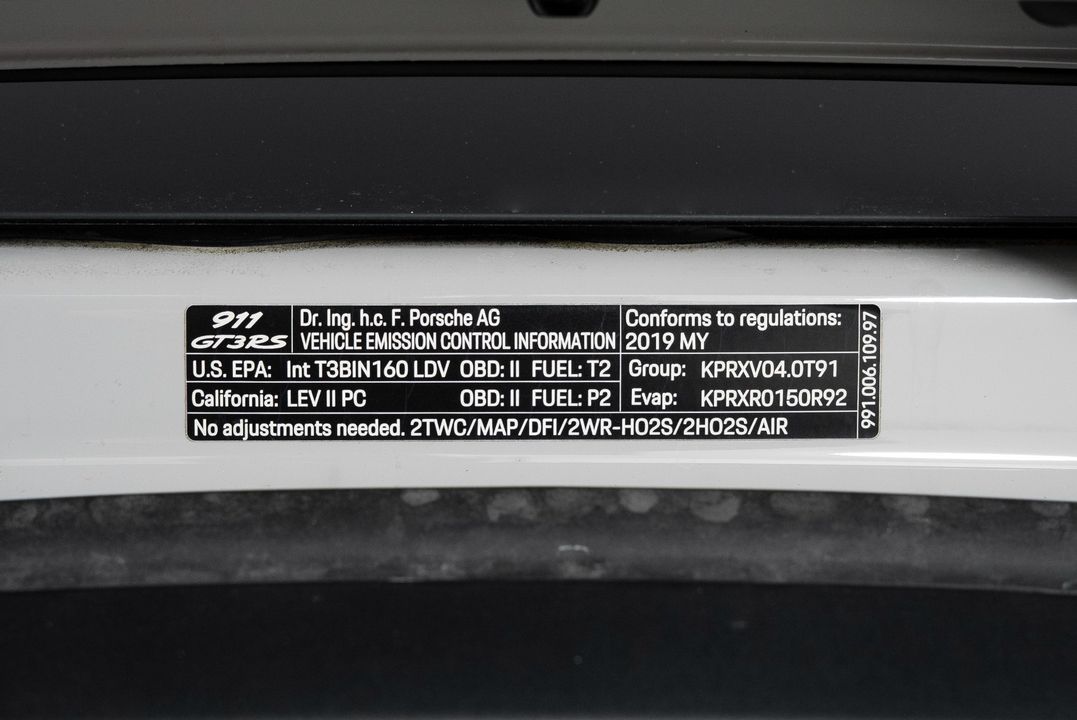 911
GT3RS
Dr. Ing. h.c. F. Porsche AG
VEHICLE EMISSION CONTROL INFORMATION
Conforms to regulations:
2019 MY
U.S. EPA: Int T3BIN160 LDV OBD: II FUEL: T2
Group: KPRXV04.0T91
California: LEV II PC OBD: II FUEL: P2
Evap: KPRXR0150R92
No adjustments needed. 2TWC/MAP/DFI/2WR-HO2S/2HO2S/AIR
991.006.109.97